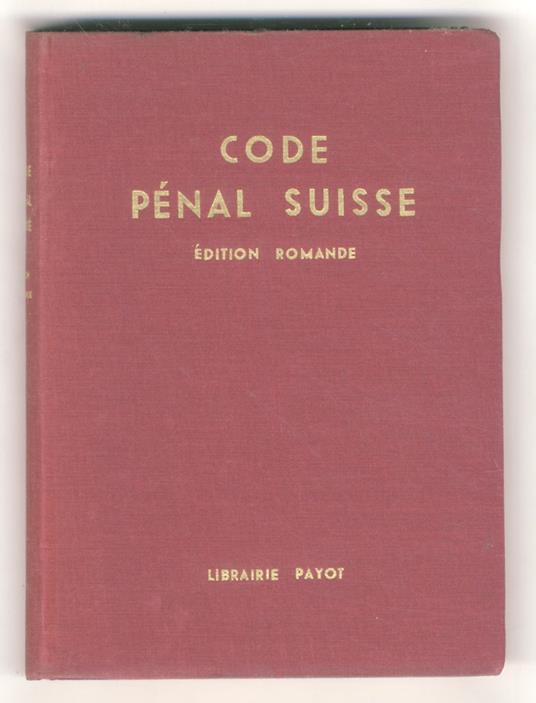 CODE
PÉNAL SUISSE
ÉDITION ROMANDE
LIBRAIRIE PAYOT